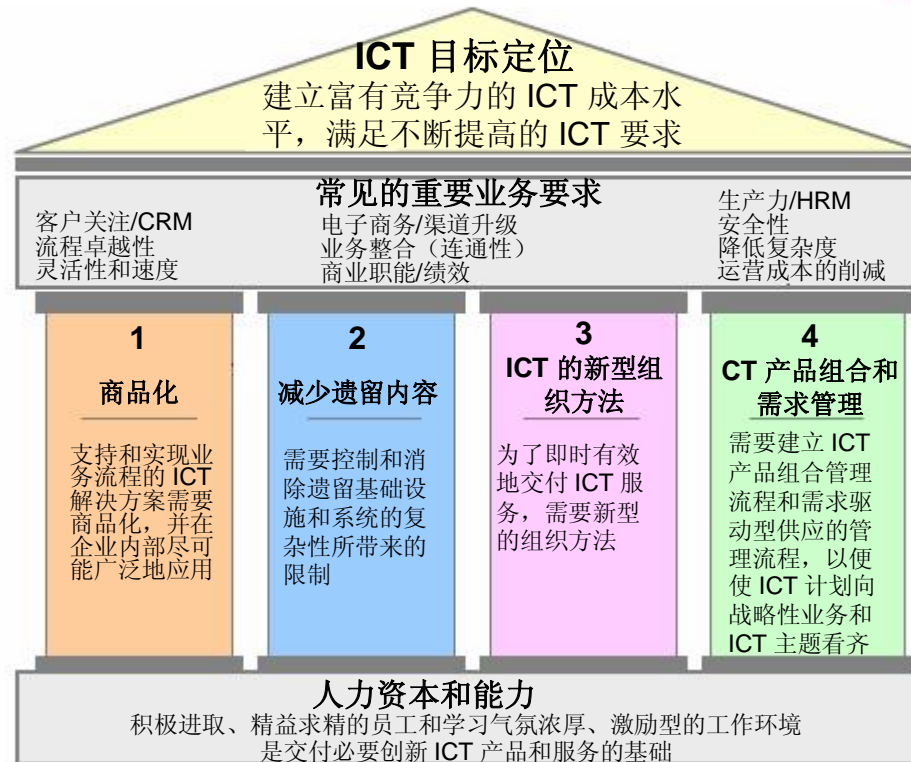 ICT 目标定位
建立富有竞争力的 ICT 成本水
平，满足不断提高的 ICT 要求
常见的重要业务要求
客户关注/CRM
流程卓越性
灵活性和速度
电子商务/渠道升级
业务整合（连通性）
商业职能/绩效
生产力/HRM
安全性
降低复杂度
运营成本的削减
1
商品化
支持和实现业
务流程的 ICT
解决方案需要
商品化，并在
企业内部尽可
能广泛地应用
2
减少遗留内容
需要控制和消
除遗留基础设
施和系统的复
杂性所带来的
限制
3
ICT 的新型组
织方法
为了即时有效
地交付 ICT 服
务，需要新型
的组织方法
4
CT 产品组合和
需求管理
需要建立 ICT
产品组合管理
流程和需求驱
动型供应的管
理流程，以便
使 ICT 计划向
战略性业务和
ICT 主题看齐
人力资本和能力
积极进取、精益求精的员工和学习气氛浓厚、激励型的工作环境
是交付必要创新 ICT 产品和服务的基础